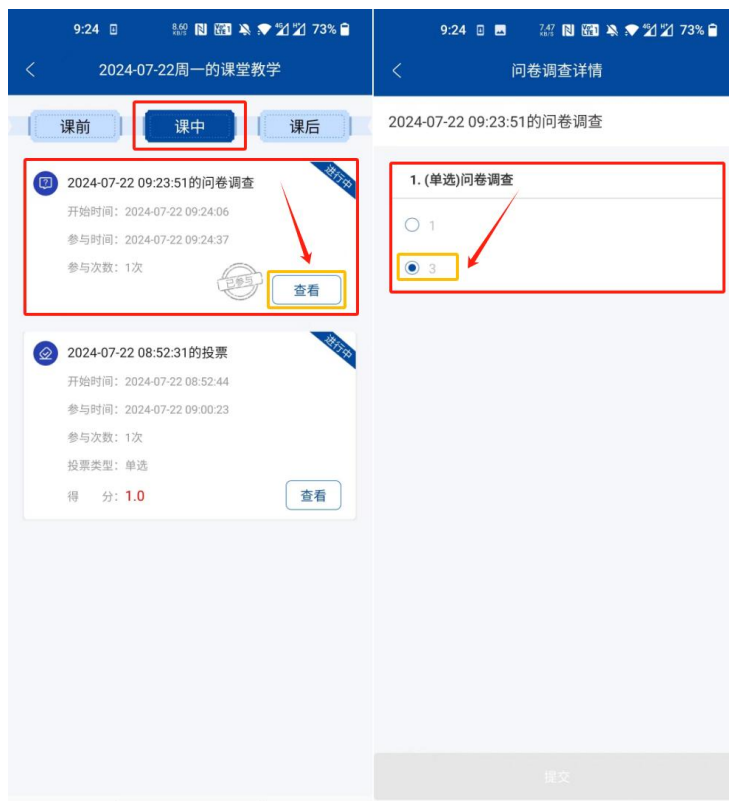 9:24
8.60
KB/S
73%
2024-07-22周一的课堂教学
课前
课中
课后
2024-07-22 09:23:51的问卷调查
进行中
开始时间：2024-07-22 09:24:06
参与时间：2024-07-22 09:24:37
参与次数：1次
已参与
查看
2024-07-22 08:52:31的投票
进行中
开始时间：2024-07-22 08:52:44
参与时间：2024-07-22 09:00:23
参与次数：1次
投票类型：单选
得 分：1.0
查看
9:24
7.47
KB/S
73%
问卷调查详情
2024-07-22 09:23:51的问卷调查
1. (单选)问卷调查
1
3
提交